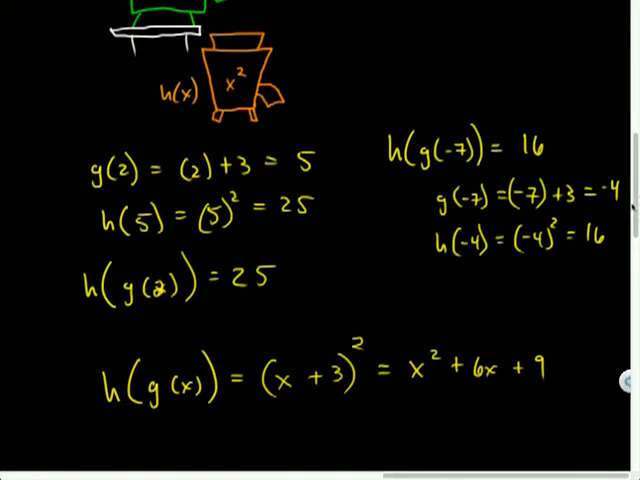 h(x)
x²
g(2) = (2) + 3 = 5
h(5) = (5)² = 25
h(g(2)) = 25
h(g(-7)) = 16
g(-7) = (-7) + 3 = -4
h(-4) = (-4)² = 16
h(g(x)) = (x + 3)² = x² + 6x + 9